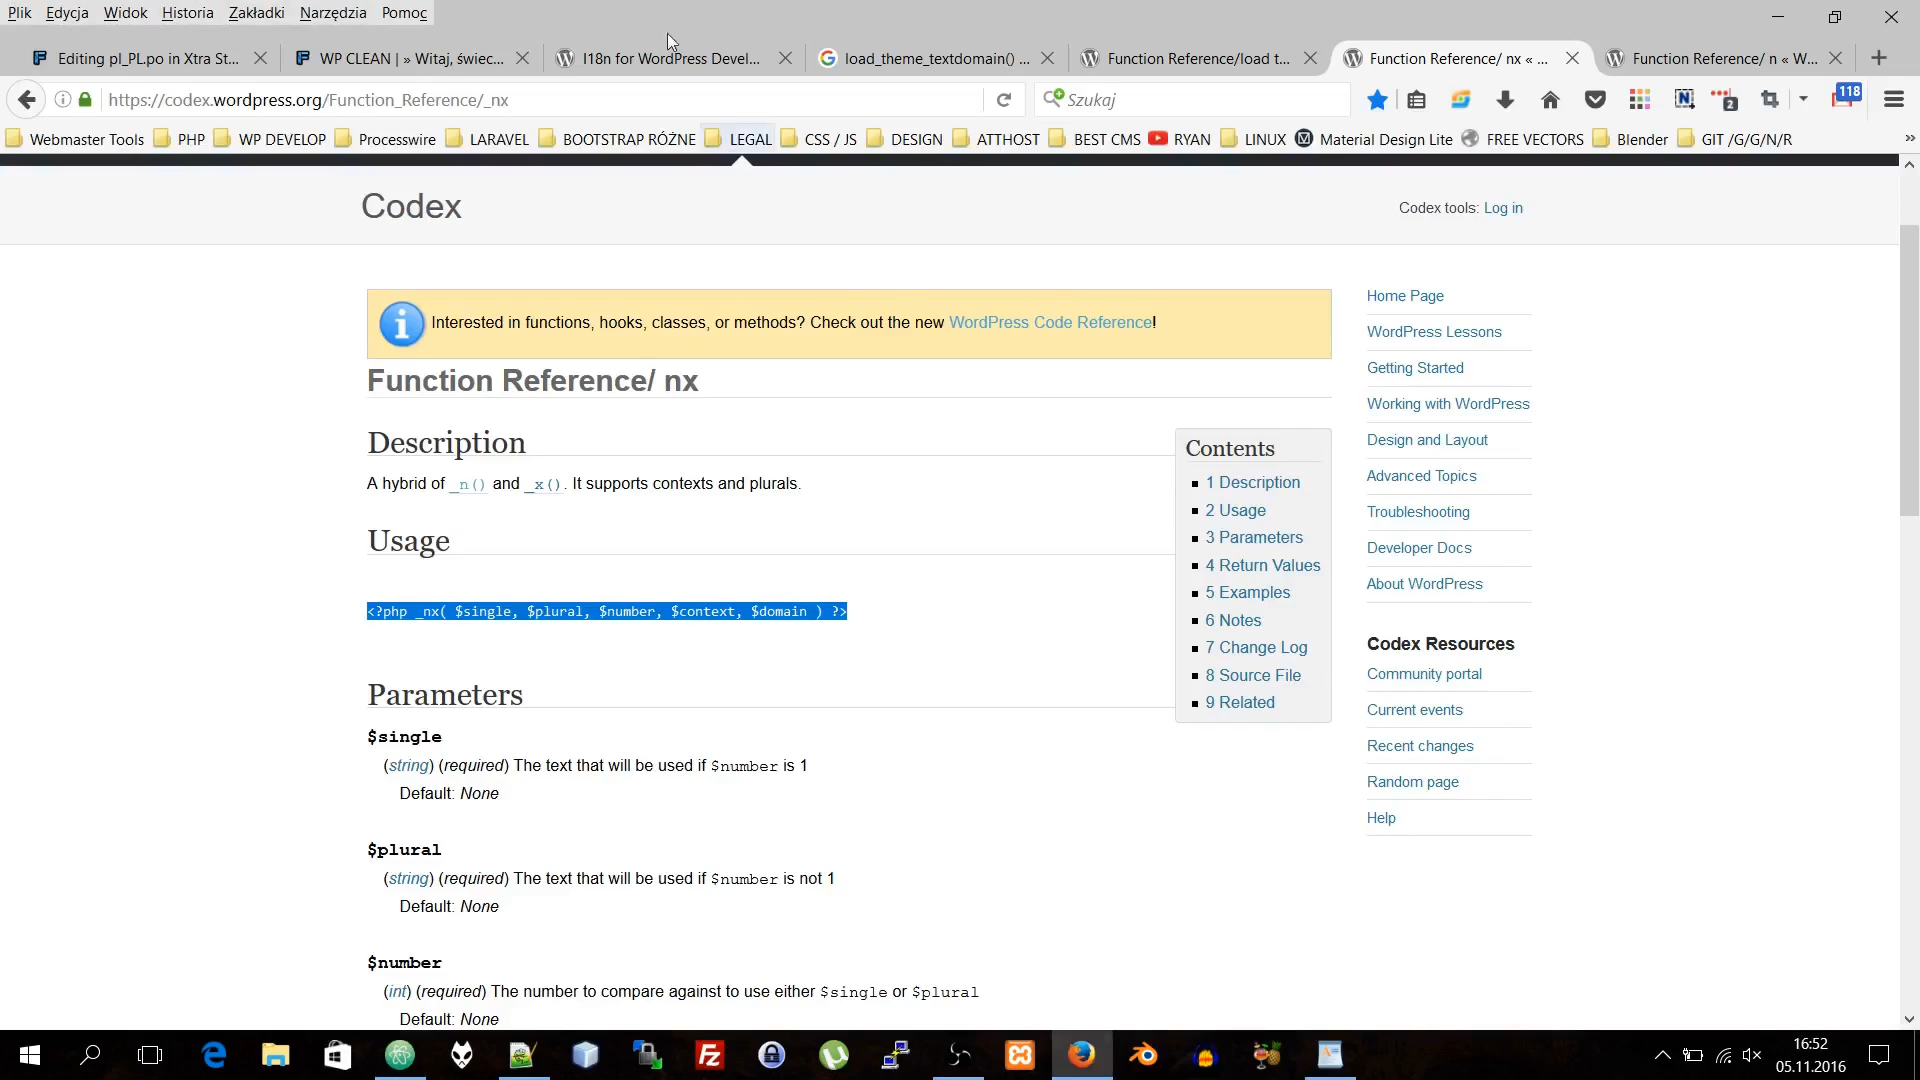 Plik Edycja Widok Historia Zakładki Narzędzia Pomoc
Editing pl_PL.po in Xtra St...
WP CLEAN | » Witaj, świec...
I18n for WordPress Devel...
load_theme_textdomain() ...
Function Reference/load t...
Function Reference/ nx « ...
Function Reference/ n « W...
https://codex.wordpress.org/Function_Reference/_nx
Szukaj
2
118
Webmaster Tools PHP WP DEVELOP Processwire LARAVEL BOOTSTRAP RÓŻNE LEGAL CSS / JS DESIGN ATTHOST BEST CMS RYAN LINUX Material Design Lite FREE VECTORS Blender GIT /G/G/N/R
Codex
Codex tools: Log in
Interested in functions, hooks, classes, or methods? Check out the new WordPress Code Reference!
Function Reference/ nx
Description
A hybrid of _n() and _x(). It supports contexts and plurals.
Usage
<?php _nx( $single, $plural, $number, $context, $domain ) ?>
Parameters
$single
(string) (required) The text that will be used if $number is 1
Default: None
$plural
(string) (required) The text that will be used if $number is not 1
Default: None
$number
(int) (required) The number to compare against to use either $single or $plural
Default: None
Contents
1 Description
2 Usage
3 Parameters
4 Return Values
5 Examples
6 Notes
7 Change Log
8 Source File
9 Related
Home Page
WordPress Lessons
Getting Started
Working with WordPress
Design and Layout
Advanced Topics
Troubleshooting
Developer Docs
About WordPress
Codex Resources
Community portal
Current events
Recent changes
Random page
Help
16:52
05.11.2016